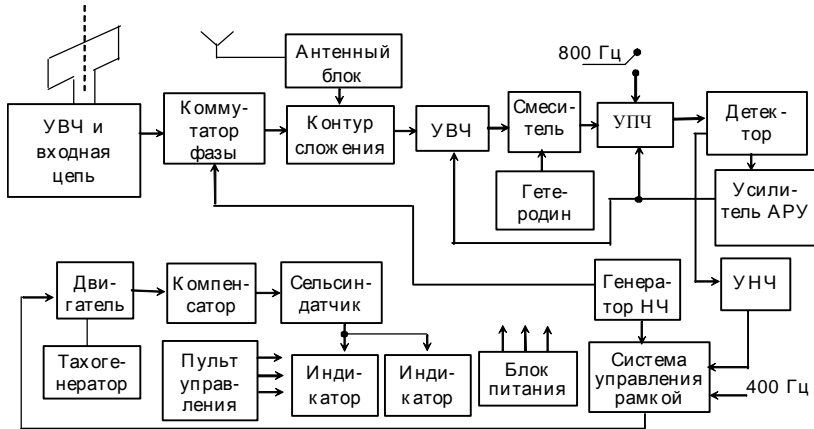 800 Гц
Антенный
блок
УВЧ и
входная
цепь
Комму-
татор
фазы
Контур
сложения
УВЧ
Смеси-
тель
УПЧ
Детек-
тор
Гете-
родин
Усили-
тель АРУ
Дви-
гатель
Компен-
сатор
Сельсин-
датчик
Генера-
тор НЧ
УНЧ
Тахоге-
нератор
Пульт
управ-
ления
Инди-
катор
Инди-
катор
Блок
питания
Система
управления
рамкой
400 Гц